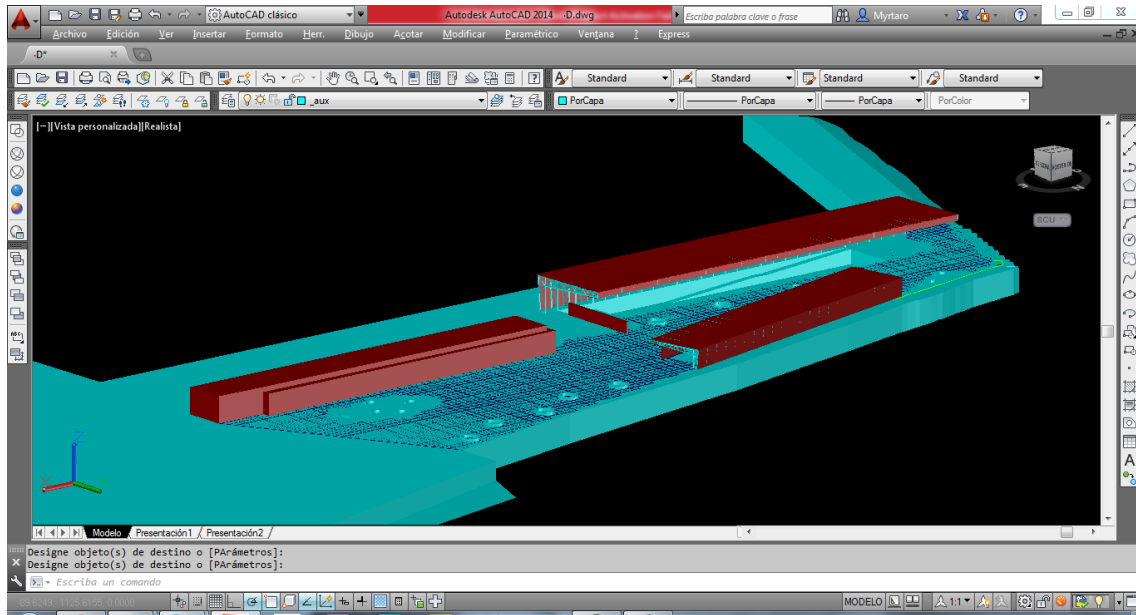 AutoCAD clásico
Autodesk AutoCAD 2014 -D.dwg
Escriba palabra clave o frase
Myrtaro
Archivo Edición Ver Insertar Formato Herr. Dibujo Acotar Modificar Paramétrico Ventana ? Express
-D*
Standard Standard Standard Standard
_aux PorCapa PorCapa PorCapa PorColor
[−][Vista personalizada][Realista]
SCU
Z
Modelo Presentación1 Presentación2
Designe objeto(s) de destino o [PArámetros]:
Designe objeto(s) de destino o [PArámetros]:
Escriba un comando
MODELO 1:1